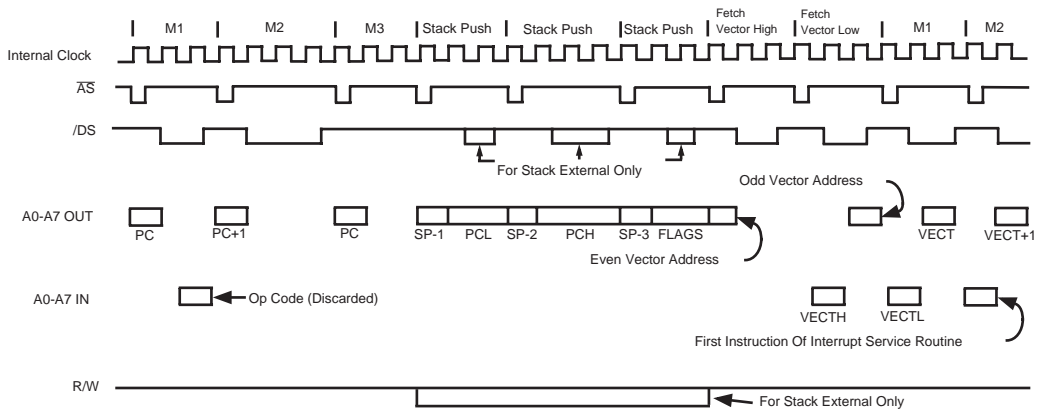 M1 M2 M3 Stack Push Stack Push Stack Push Fetch Vector High Fetch Vector Low M1 M2
Internal Clock
AS
/DS
For Stack External Only
Odd Vector Address
A0-A7 OUT
PC PC+1 PC SP-1 PCL SP-2 PCH SP-3 FLAGS VECT VECT+1
Even Vector Address
A0-A7 IN
Op Code (Discarded)
VECTH VECTL
First Instruction Of Interrupt Service Routine
R/W
For Stack External Only